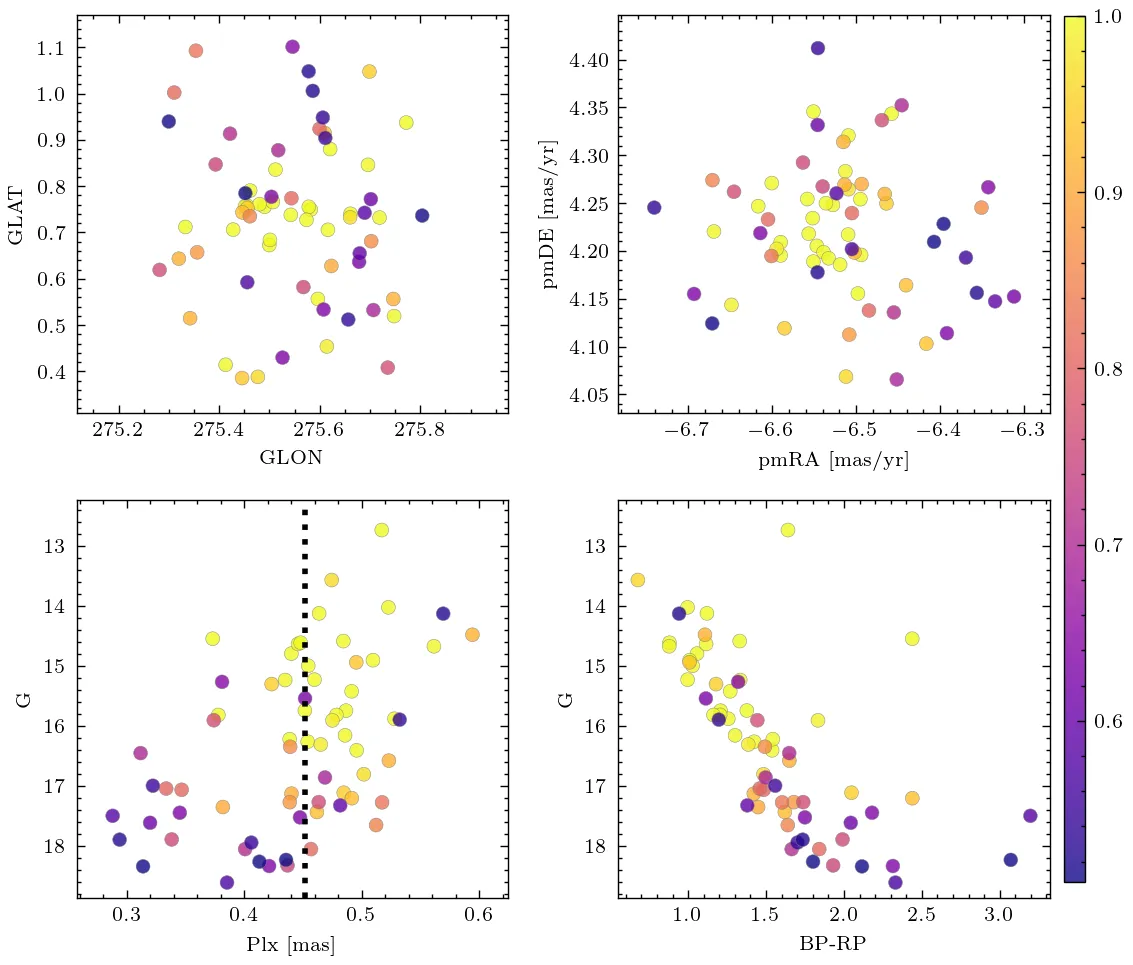 1.1
1.0
0.9
0.8
0.7
0.6
0.5
0.4
GLAT
275.2 275.4 275.6 275.8
GLON
4.40
4.35
4.30
4.25
4.20
4.15
4.10
4.05
pmDE [mas/yr]
−6.7 −6.6 −6.5 −6.4 −6.3
pmRA [mas/yr]
1.0
0.9
0.8
0.7
0.6
13
14
15
16
17
18
G
0.3 0.4 0.5 0.6
Plx [mas]
13
14
15
16
17
18
G
1.0 1.5 2.0 2.5 3.0
BP-RP